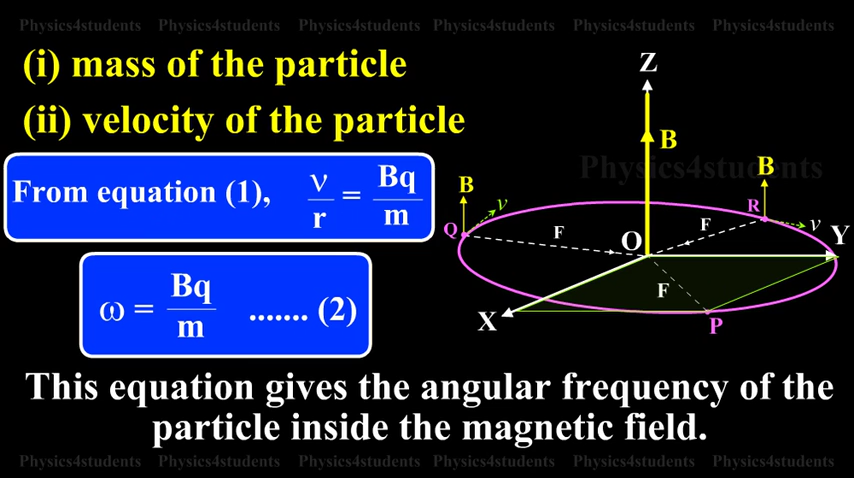 Physics4students Physics4students Physics4students Physics4students Physics4students Physics4students
(i) mass of the particle
(ii) velocity of the particle
From equation (1), ν/r = Bq/m
ω = Bq/m ....... (2)
Z
B
Physics4students
B
B
Q
v
R
v
F
F
O
Y
F
X
P
This equation gives the angular frequency of the
particle inside the magnetic field.
Physics4students Physics4students Physics4students Physics4students Physics4students Physics4students